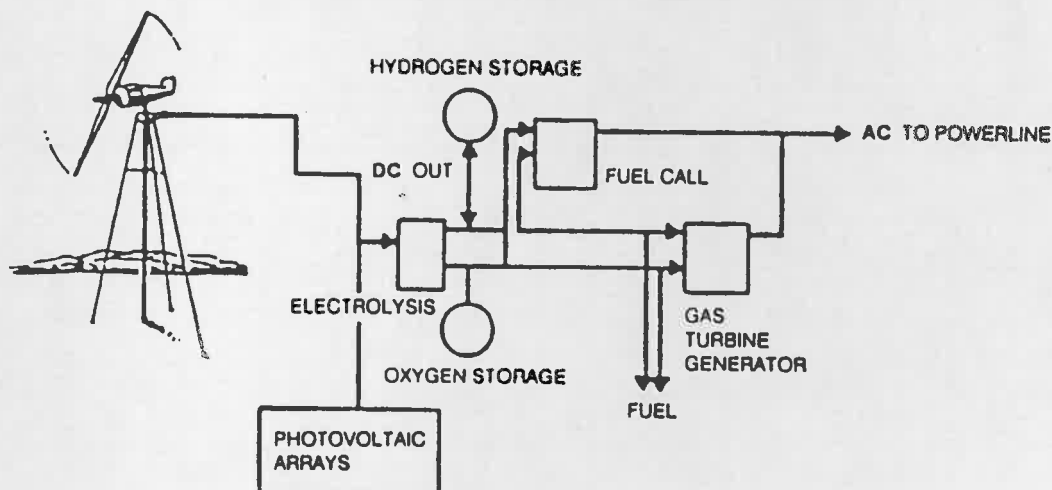 HYDROGEN STORAGE
AC TO POWERLINE
DC OUT
FUEL CALL
ELECTROLYSIS
GAS
TURBINE
GENERATOR
OXYGEN STORAGE
FUEL
PHOTOVOLTAIC
ARRAYS